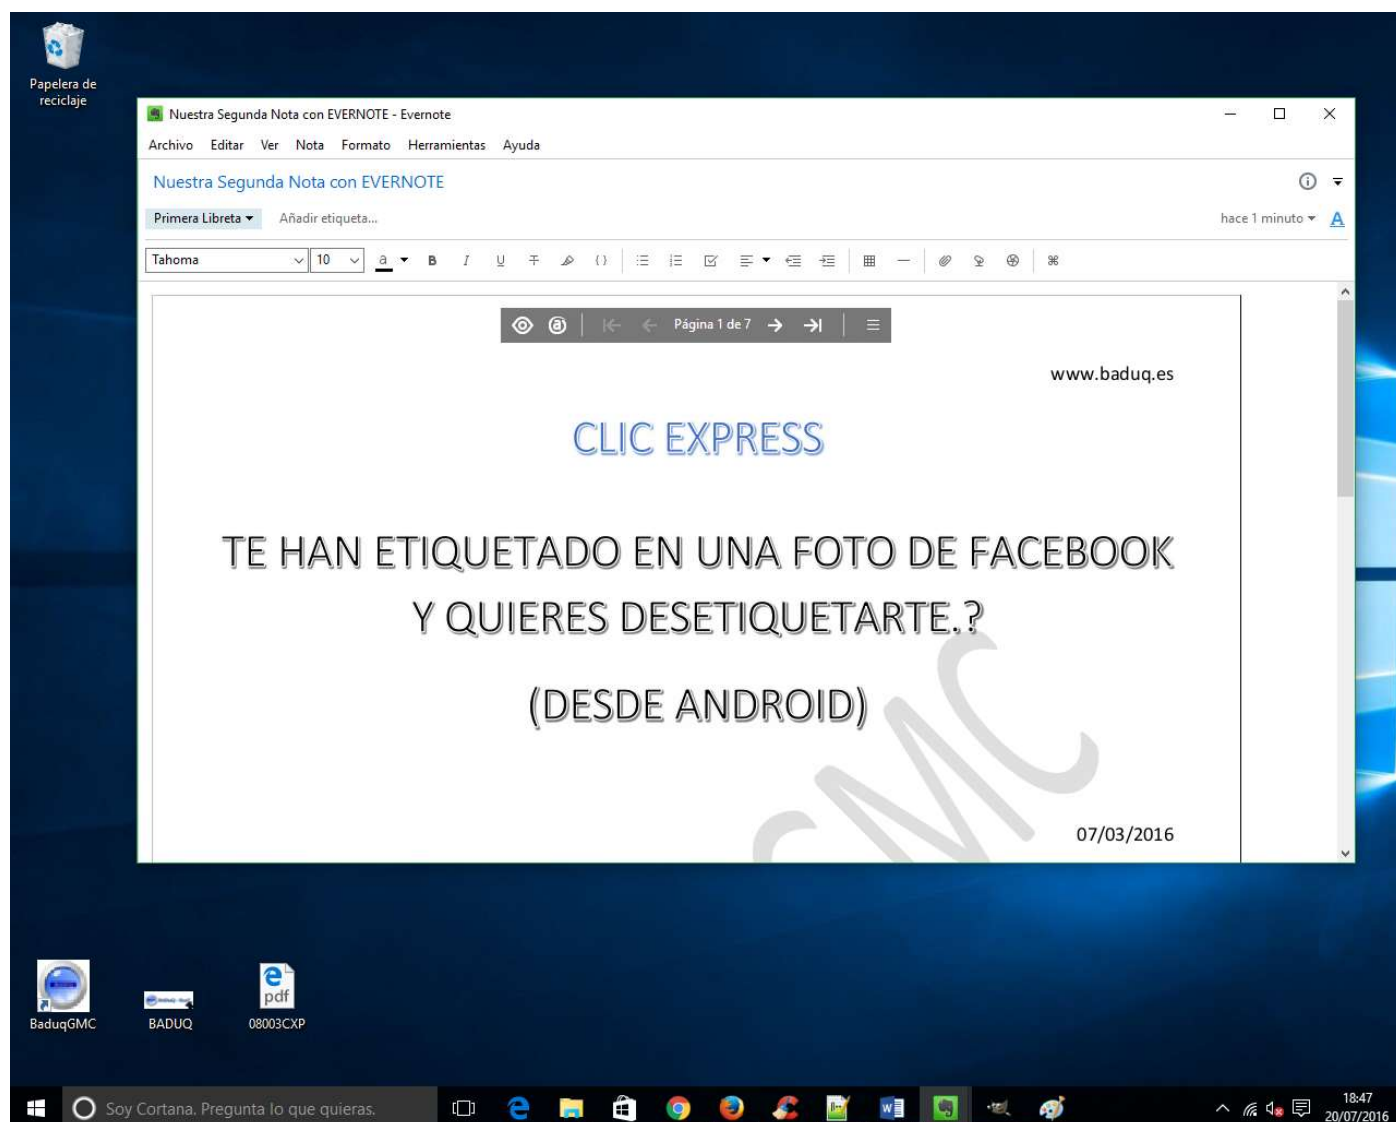 Papelera de
reciclaje
Nuestra Segunda Nota con EVERNOTE - Evernote
Archivo Editar Ver Nota Formato Herramientas Ayuda
Nuestra Segunda Nota con EVERNOTE
Primera Libreta Añadir etiqueta... hace 1 minuto A
Tahoma 10 a B I U T {}
Página 1 de 7
www.baduq.es
CLIC EXPRESS
TE HAN ETIQUETADO EN UNA FOTO DE FACEBOOK
Y QUIERES DESETIQUETARTE.?
(DESDE ANDROID)
GMC
07/03/2016
pdf
BaduqGMC BADUQ 08003CXP
Soy Cortana. Pregunta lo que quieras.
18:47
20/07/2016